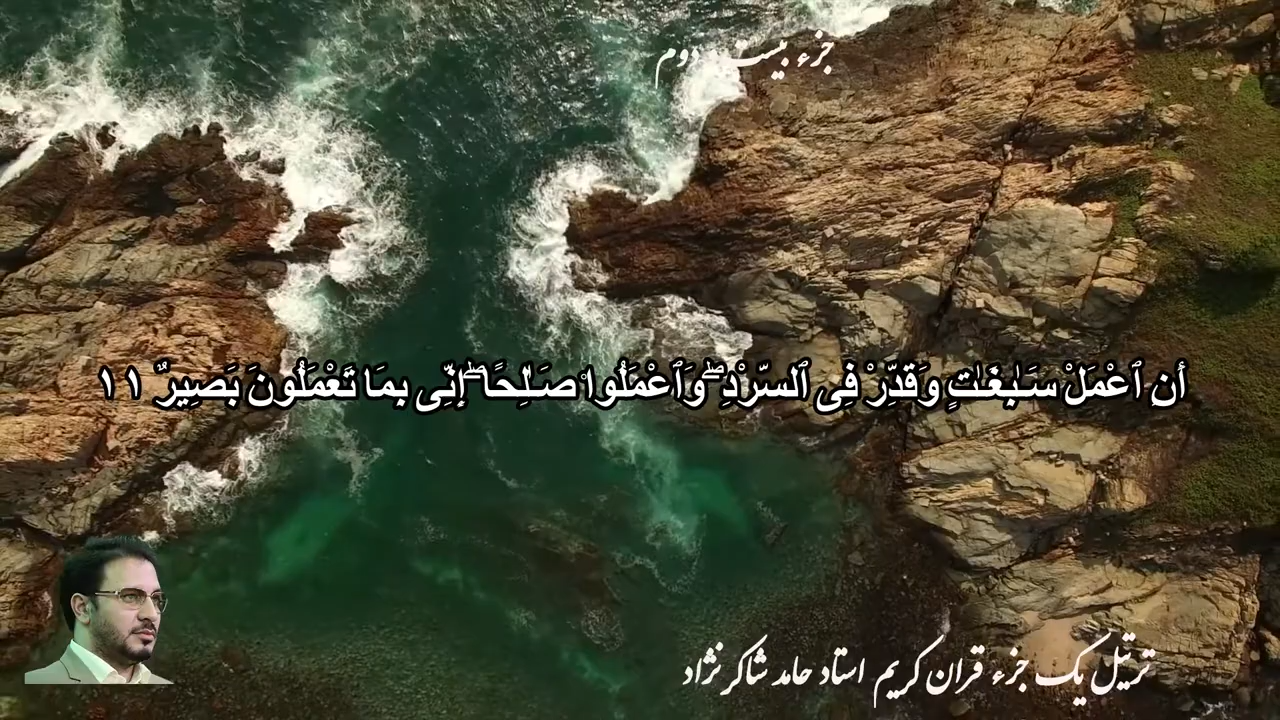 جزء بیست و دوم
أَنِ ٱعْمَلْ سَـٰبِغَـٰتٍ وَقَدِّرْ فِى ٱلسَّرْدِ ۖ وَٱعْمَلُوا۟ صَـٰلِحًا ۖ إِنِّى بِمَا تَعْمَلُونَ بَصِيرٌ ١١
ترتیل یک جزء قران کریم استاد حامد شاکرنژاد